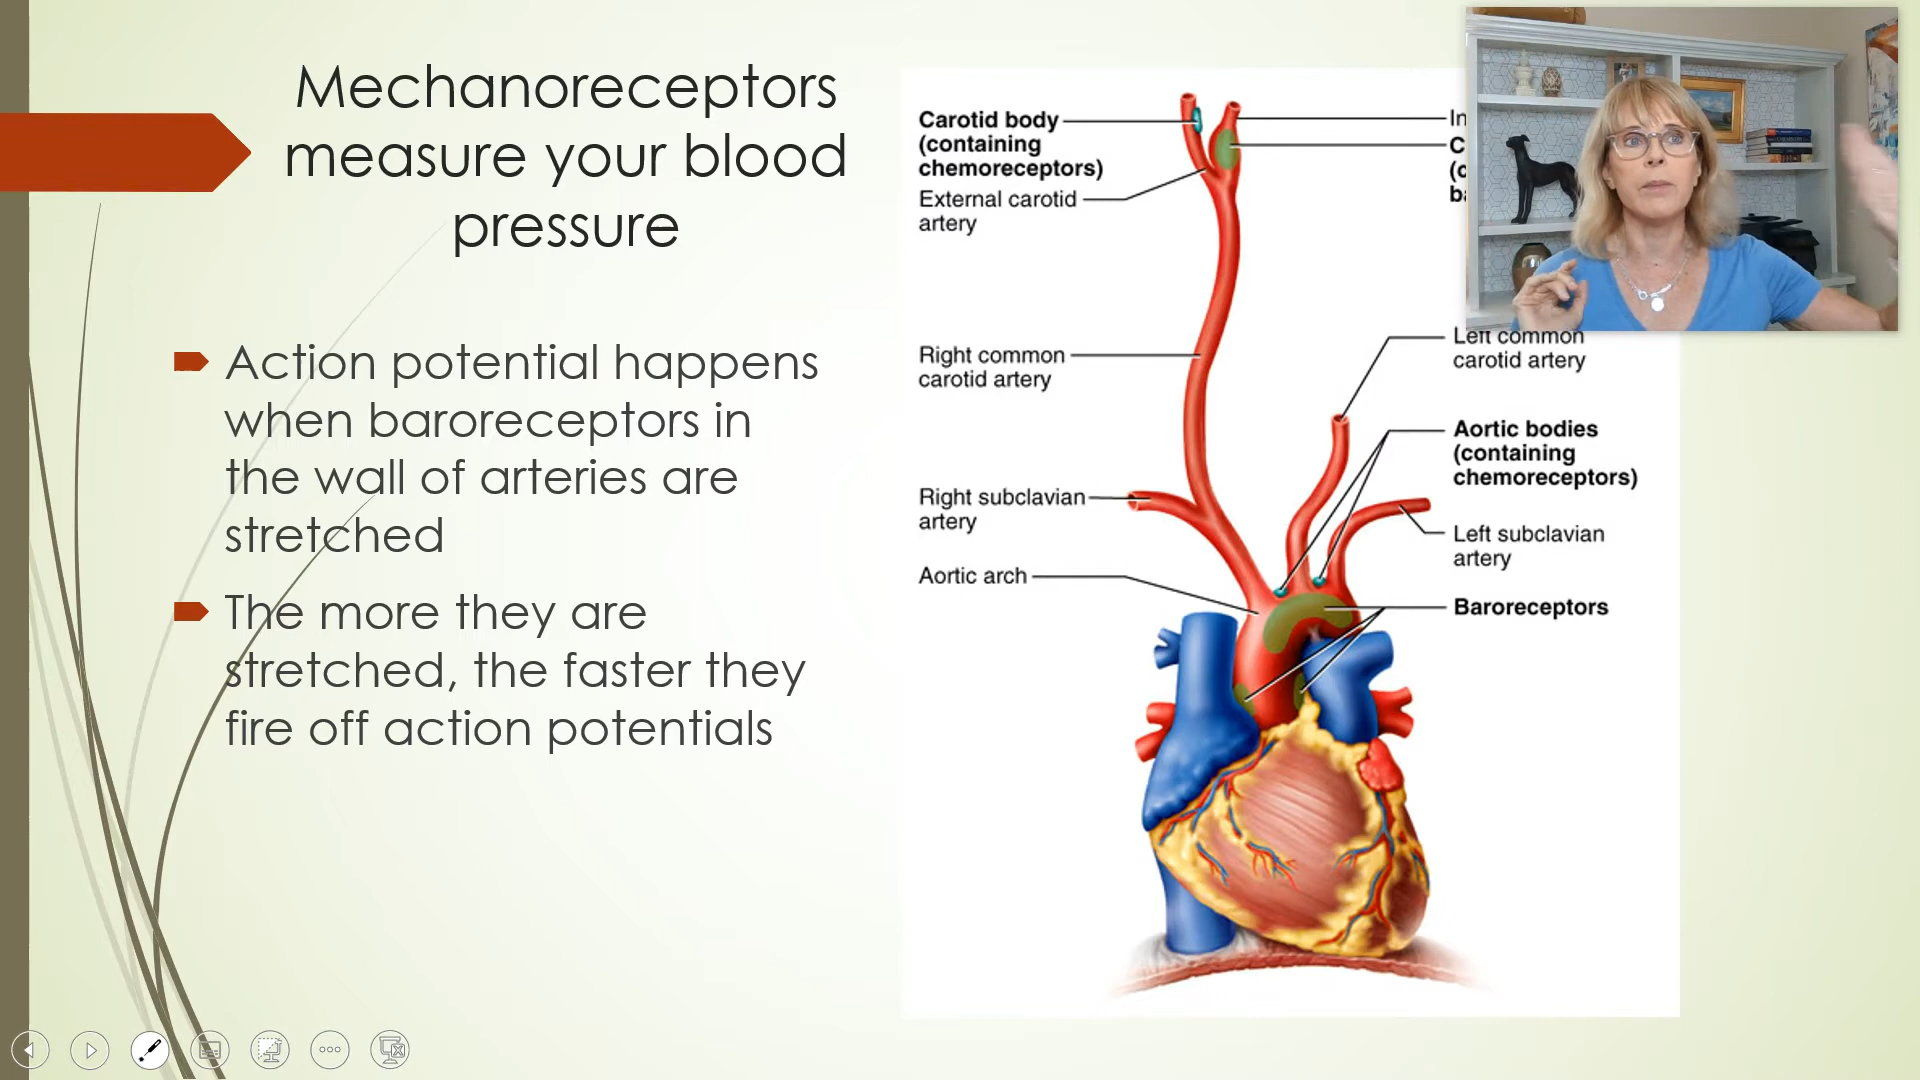 Mechanoreceptors
measure your blood
pressure
Action potential happens
when baroreceptors in
the wall of arteries are
stretched
The more they are
stretched, the faster they
fire off action potentials
Carotid body
(containing
chemoreceptors)
External carotid
artery
Right common
carotid artery
Right subclavian
artery
Aortic arch
Left common
carotid artery
Aortic bodies
(containing
chemoreceptors)
Left subclavian
artery
Baroreceptors